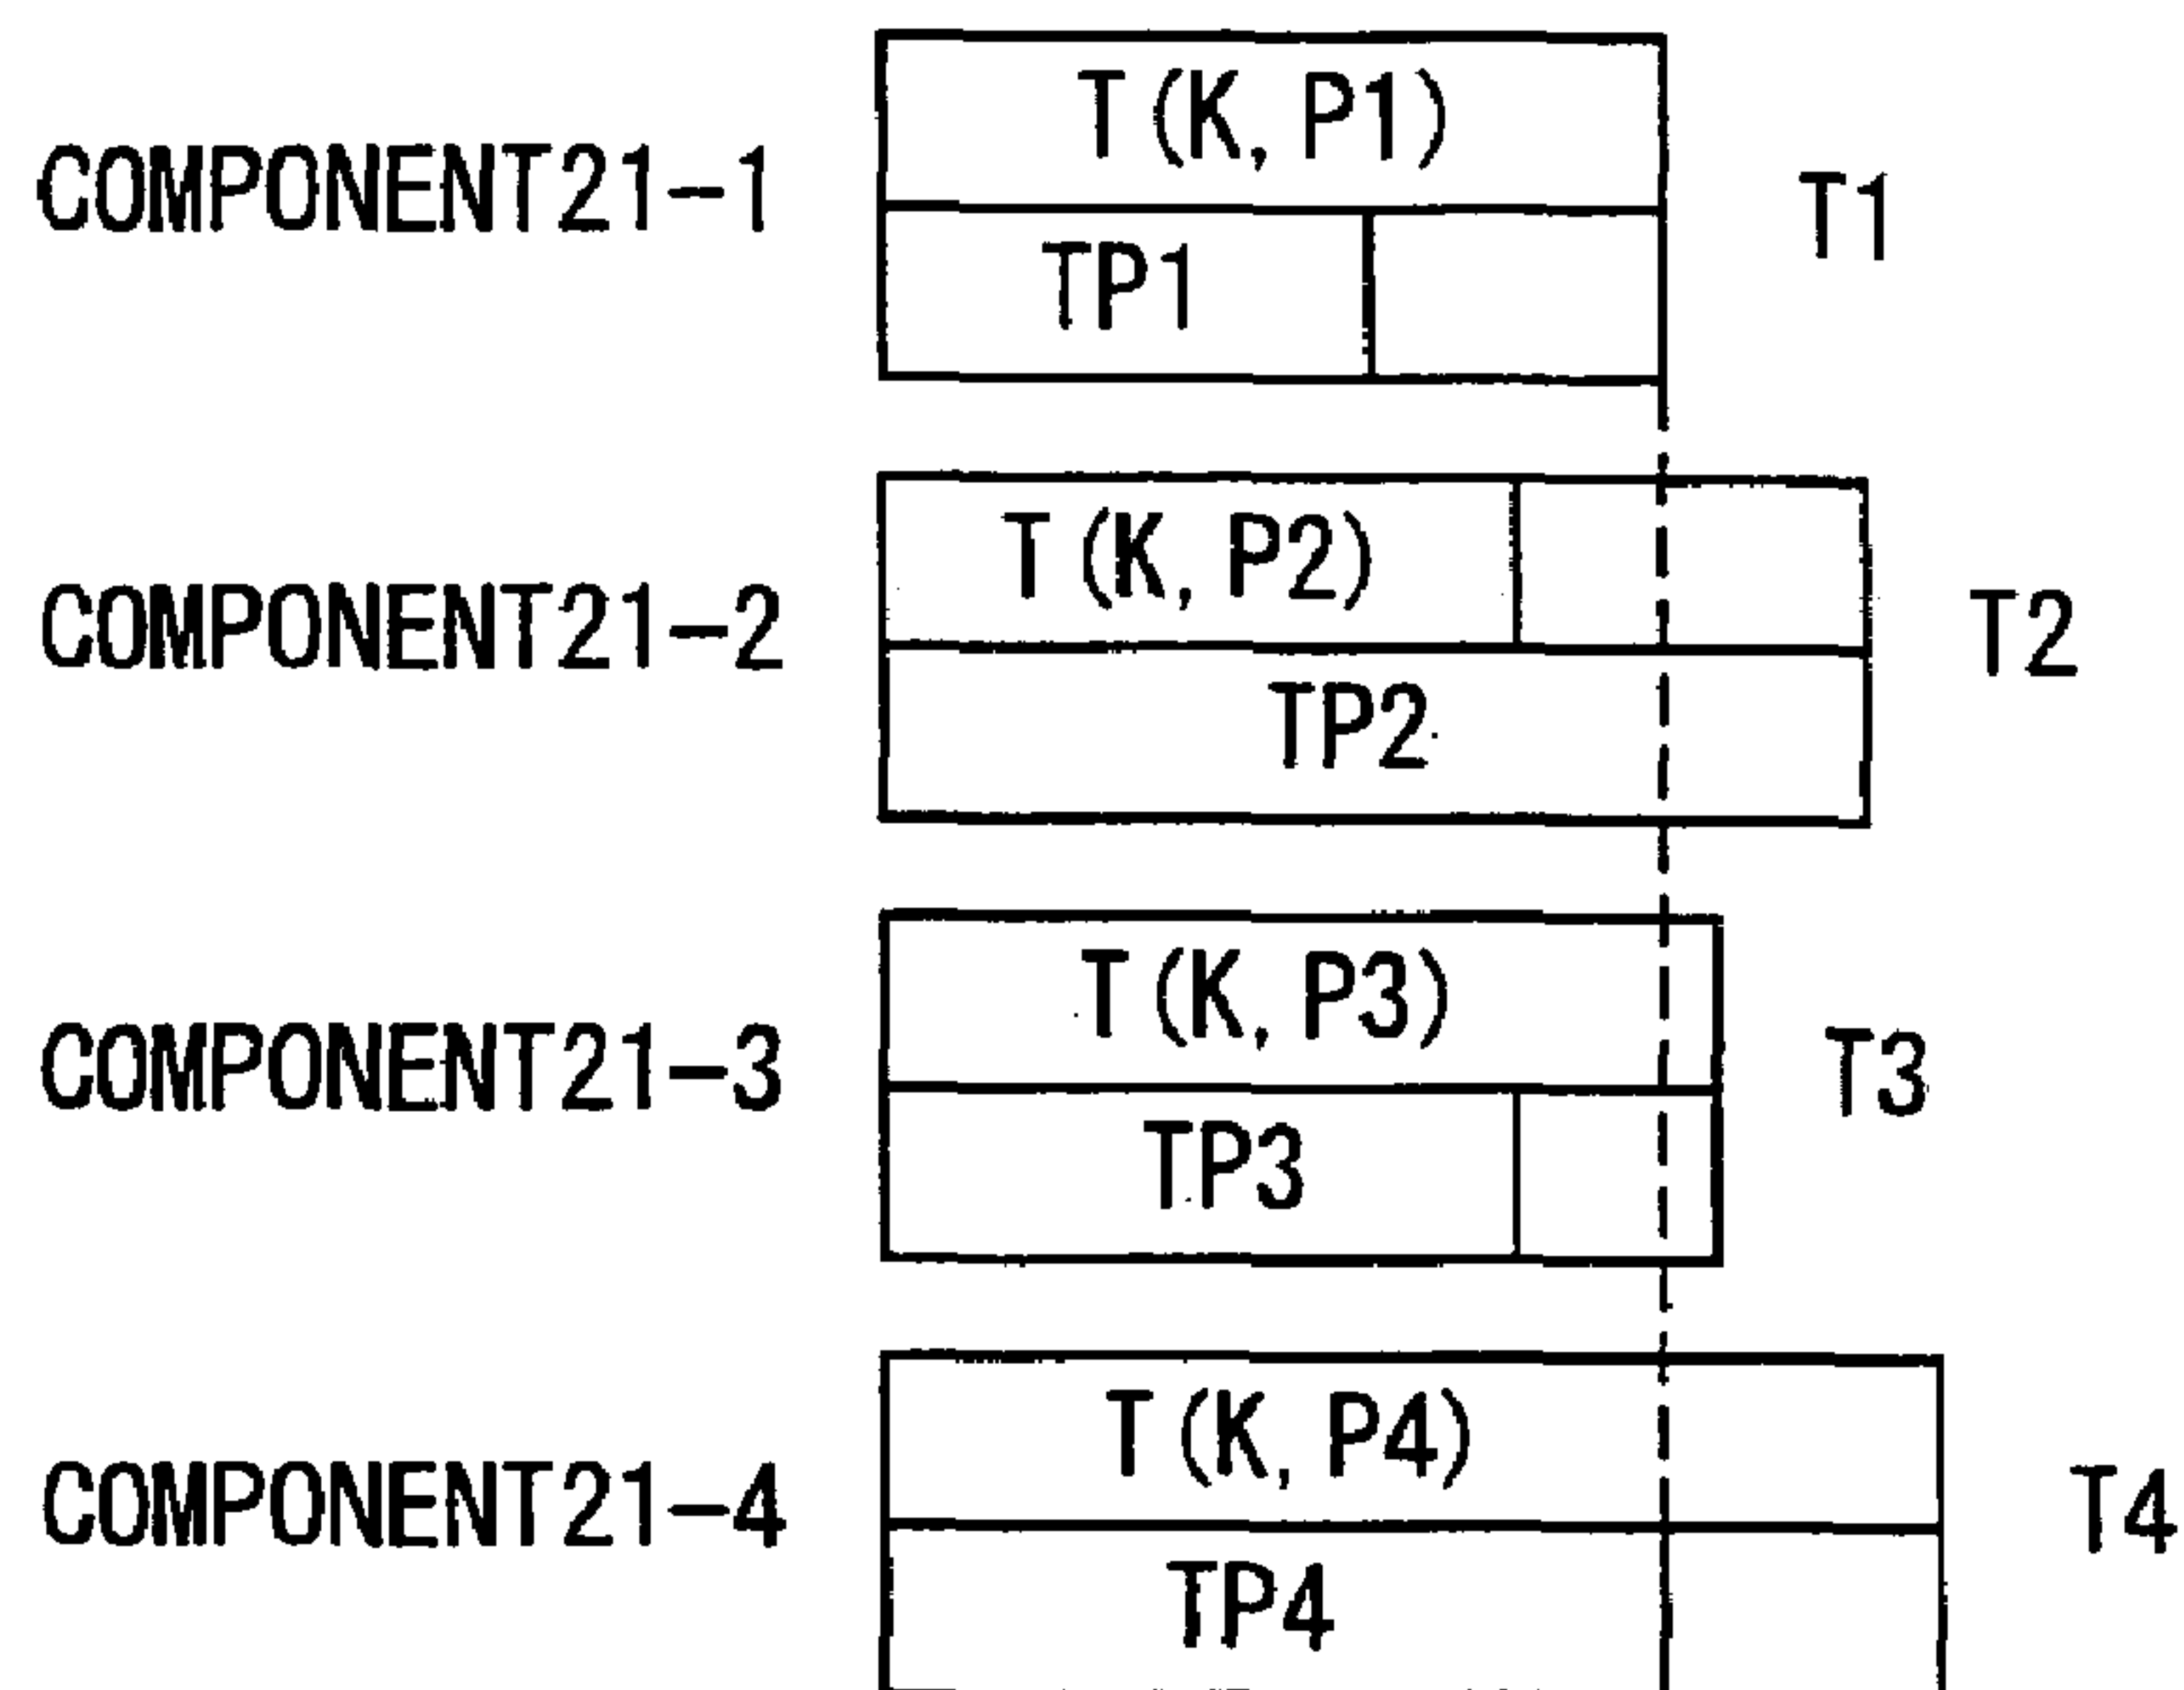 T (K, P1)
COMPONENT21-1
T1
TP1
T (K, P2)
COMPONENT21-2
T2
TP2
T (K, P3)
COMPONENT21-3
T3
TP3
T (K, P4)
COMPONENT21-4
T4
TP4